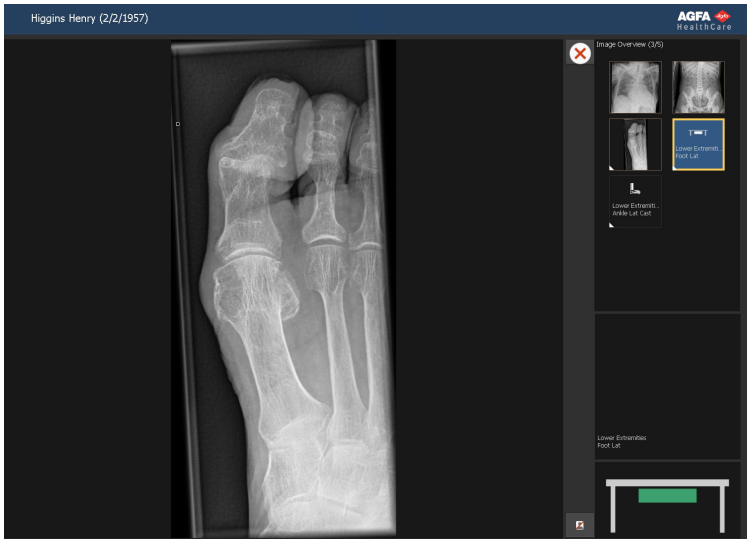 Higgins Henry (2/2/1957)
AGFA
HealthCare
Image Overview (3/5)
Lower Extremiti...
Foot Lat
Lower Extremiti...
Ankle Lat Cast
Lower Extremities
Foot Lat